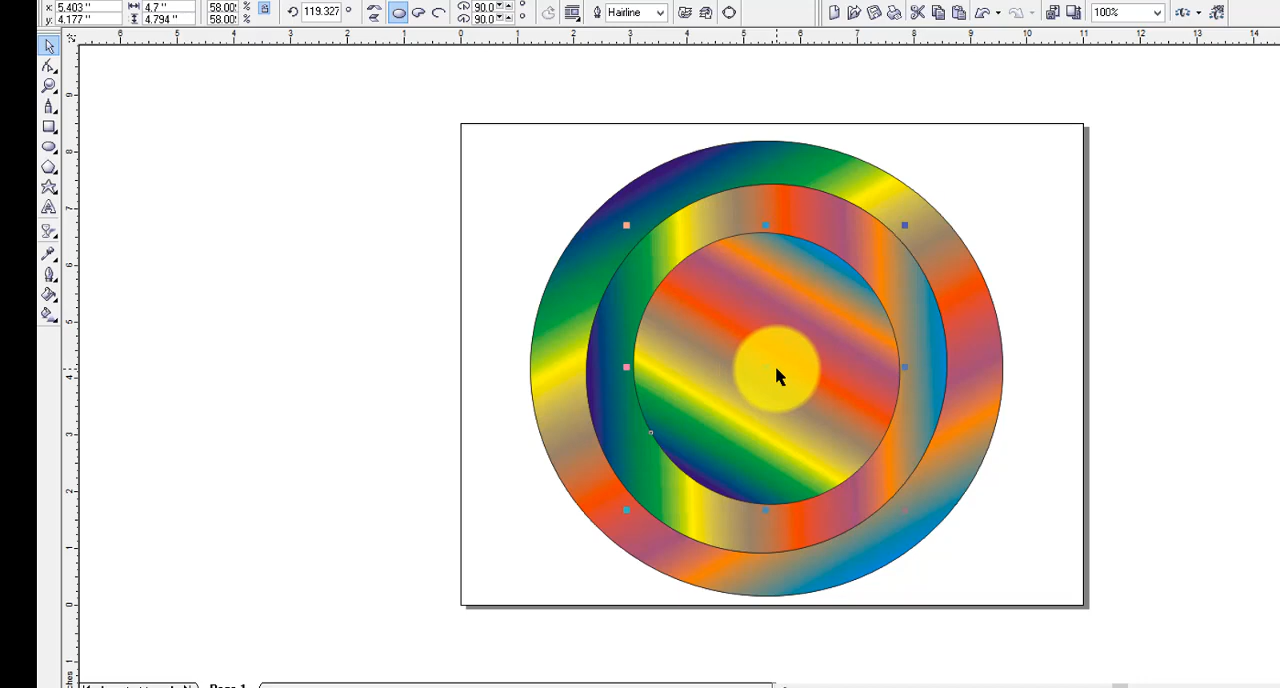 x: 5.403 " 4.7 " 58.00 % 119.327 ° 90.0 ° Hairline 100%
y: 4.177 " 4.794 " 58.00 % 90.0 °
6 5 4 3 2 1 0 1 2 3 4 5 6 7 8 9 10 11 12 13 14
9
8
7
6
5
4
3
2
1
0
1
Page 1